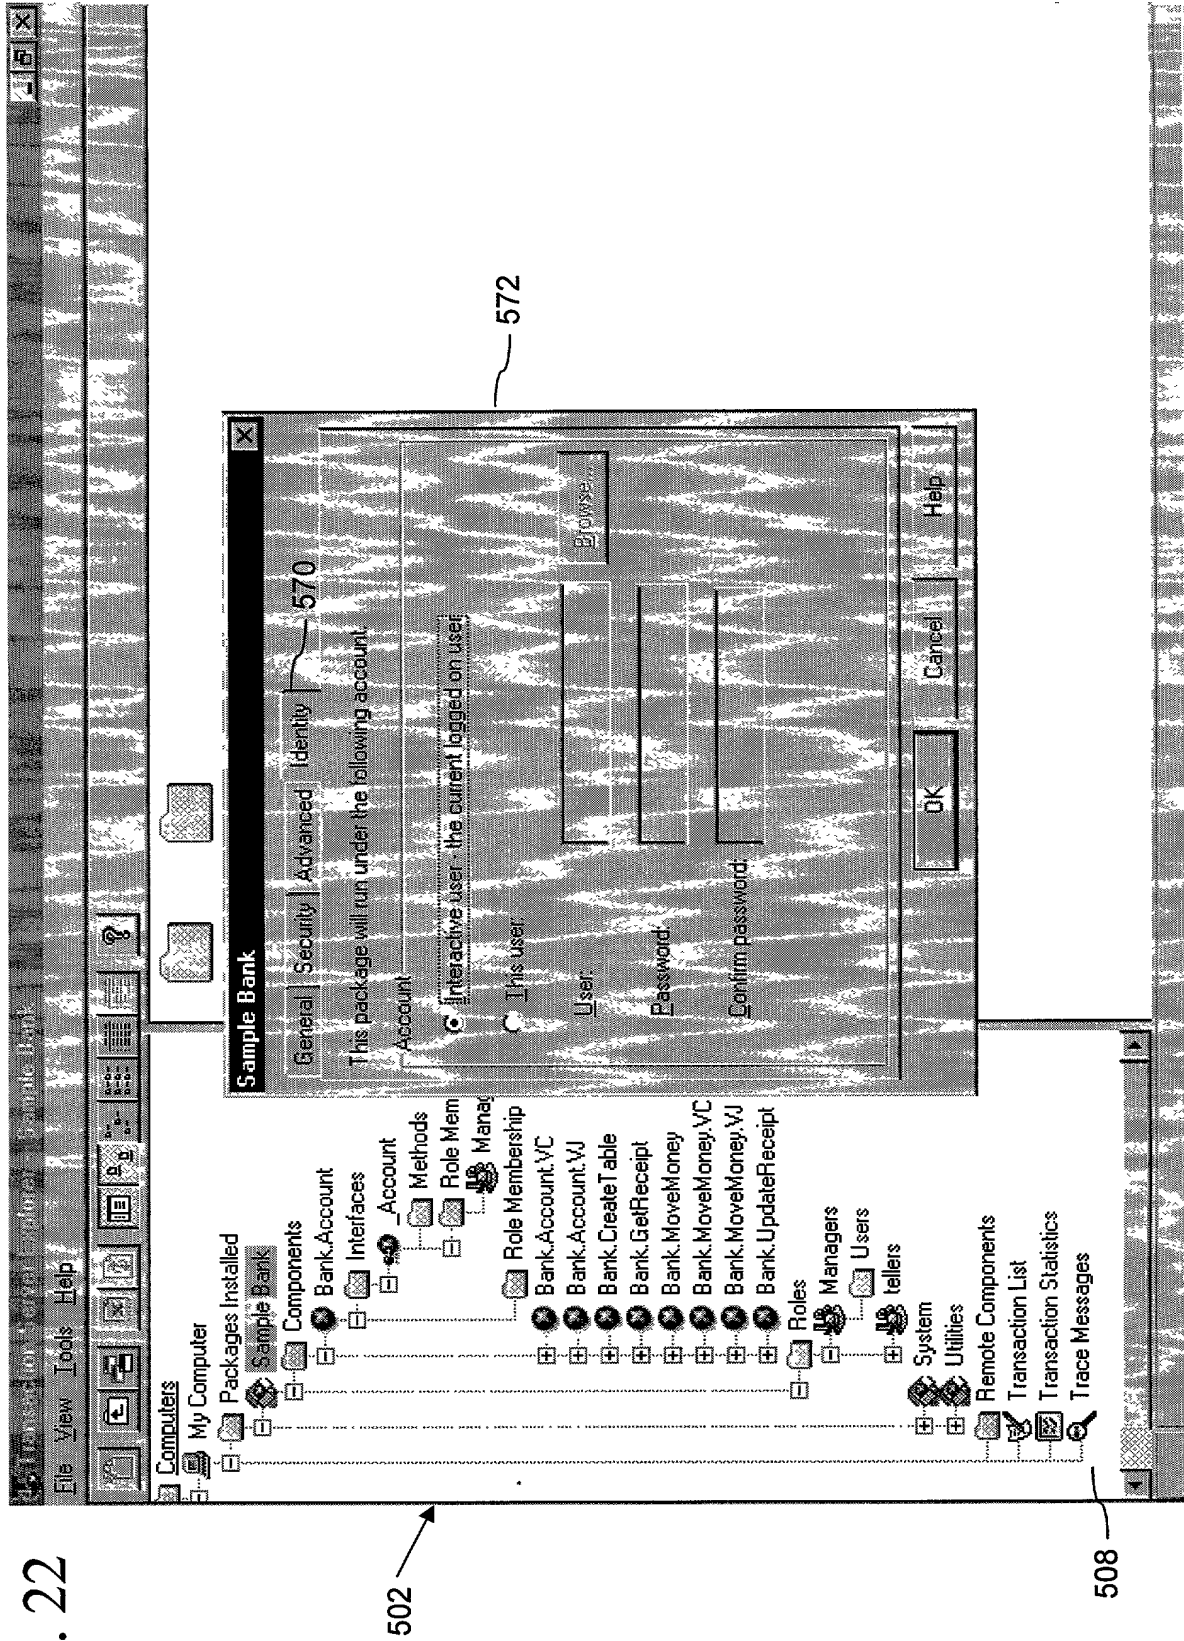 . 22
File View Tools Help
Computers
My Computer
Packages Installed
Sample Bank
Components
Bank.Account
Interfaces
_Account
Methods
Role Mem
Manag
Role Membership
Bank.Account.VC
Bank.Account.VJ
Bank.CreateTable
Bank.GetReceipt
Bank.MoveMoney
Bank.MoveMoney.VC
Bank.MoveMoney.VJ
Bank.UpdateReceipt
Roles
Managers
Users
tellers
System
Utilities
Remote Components
Transaction List
Transaction Statistics
Trace Messages
Sample Bank
General Security Advanced Identity
570
This package will run under the following account.
Account
Interactive user - the current logged on user
This user:
User:
Browse...
Password:
Confirm password:
OK Cancel Help
572
502
508